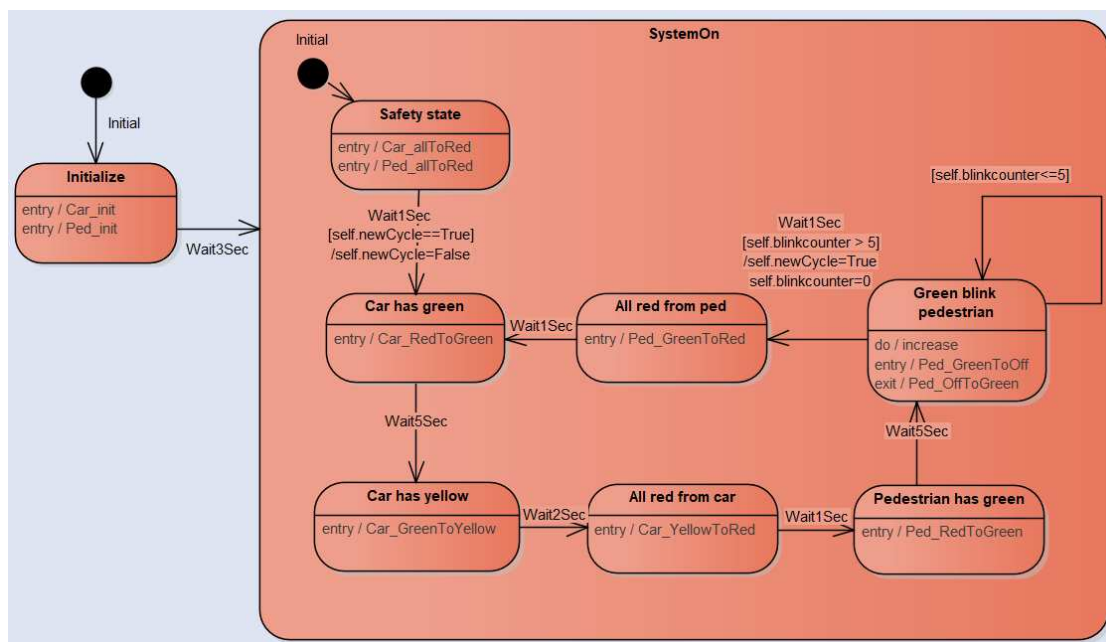 SystemOn
Initial
Initial
Initialize
entry / Car_init
entry / Ped_init
Wait3Sec
Safety state
entry / Car_allToRed
entry / Ped_allToRed
Wait1Sec
[self.newCycle==True]
/self.newCycle=False
[self.blinkcounter<=5]
Wait1Sec
[self.blinkcounter > 5]
/self.newCycle=True
self.blinkcounter=0
Car has green
entry / Car_RedToGreen
Wait1Sec
All red from ped
entry / Ped_GreenToRed
Green blink
pedestrian
do / increase
entry / Ped_GreenToOff
exit / Ped_OffToGreen
Wait5Sec
Wait5Sec
Car has yellow
entry / Car_GreenToYellow
Wait2Sec
All red from car
entry / Car_YellowToRed
Wait1Sec
Pedestrian has green
entry / Ped_RedToGreen